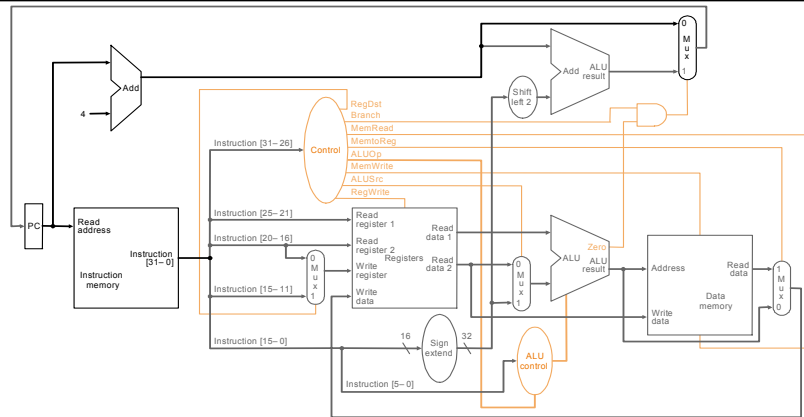 0
M
u
x
1
Add
ALU
result
Add
4
Shift
left 2
RegDst
Branch
MemRead
MemtoReg
ALUOp
MemWrite
ALUSrc
RegWrite
Control
Instruction [31–26]
Instruction [25–21]
Instruction [20–16]
Instruction [15–11]
Instruction [15–0]
Instruction [5–0]
PC
Read
address
Instruction
[31–0]
Instruction
memory
0
M
u
x
1
Read
register 1
Read
register 2
Write
register
Write
data
Registers
Read
data 1
Read
data 2
0
M
u
x
1
Zero
ALU
ALU
result
Address
Write
data
Read
data
Data
memory
1
M
u
x
0
16
Sign
extend
32
ALU
control